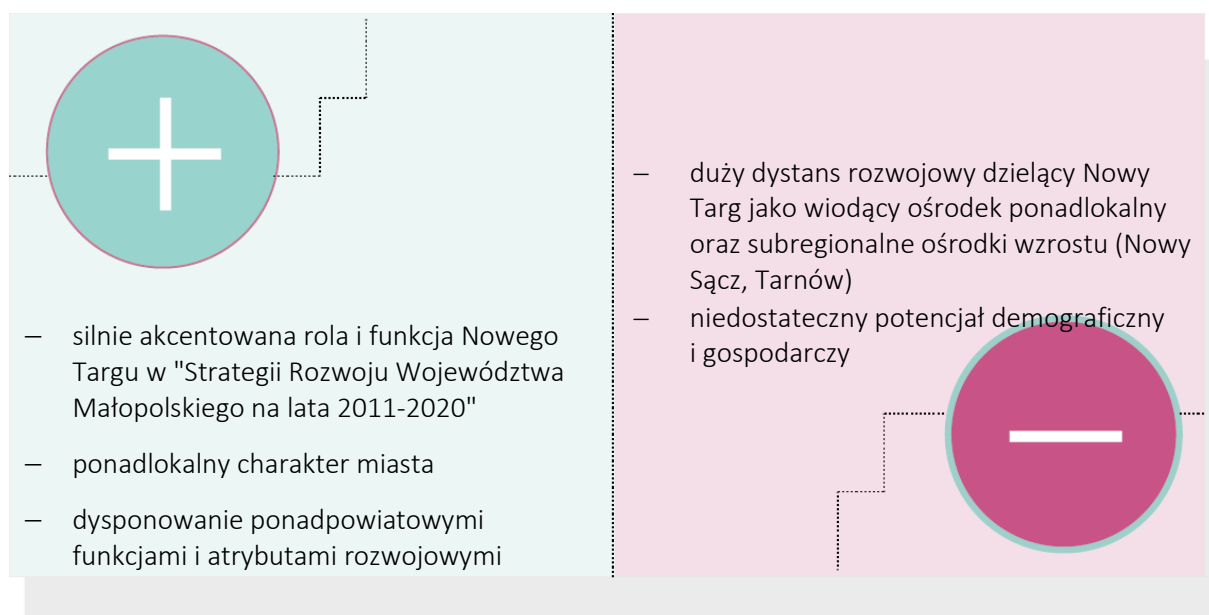 – silnie akcentowana rola i funkcja Nowego
Targu w "Strategii Rozwoju Województwa
Małopolskiego na lata 2011-2020"
– ponadlokalny charakter miasta
– dysponowanie ponadpowiatowymi
funkcjami i atrybutami rozwojowymi
– duży dystans rozwojowy dzielący Nowy
Targ jako wiodący ośrodek ponadlokalny
oraz subregionalne ośrodki wzrostu (Nowy
Sącz, Tarnów)
– niedostateczny potencjał demograficzny
i gospodarczy